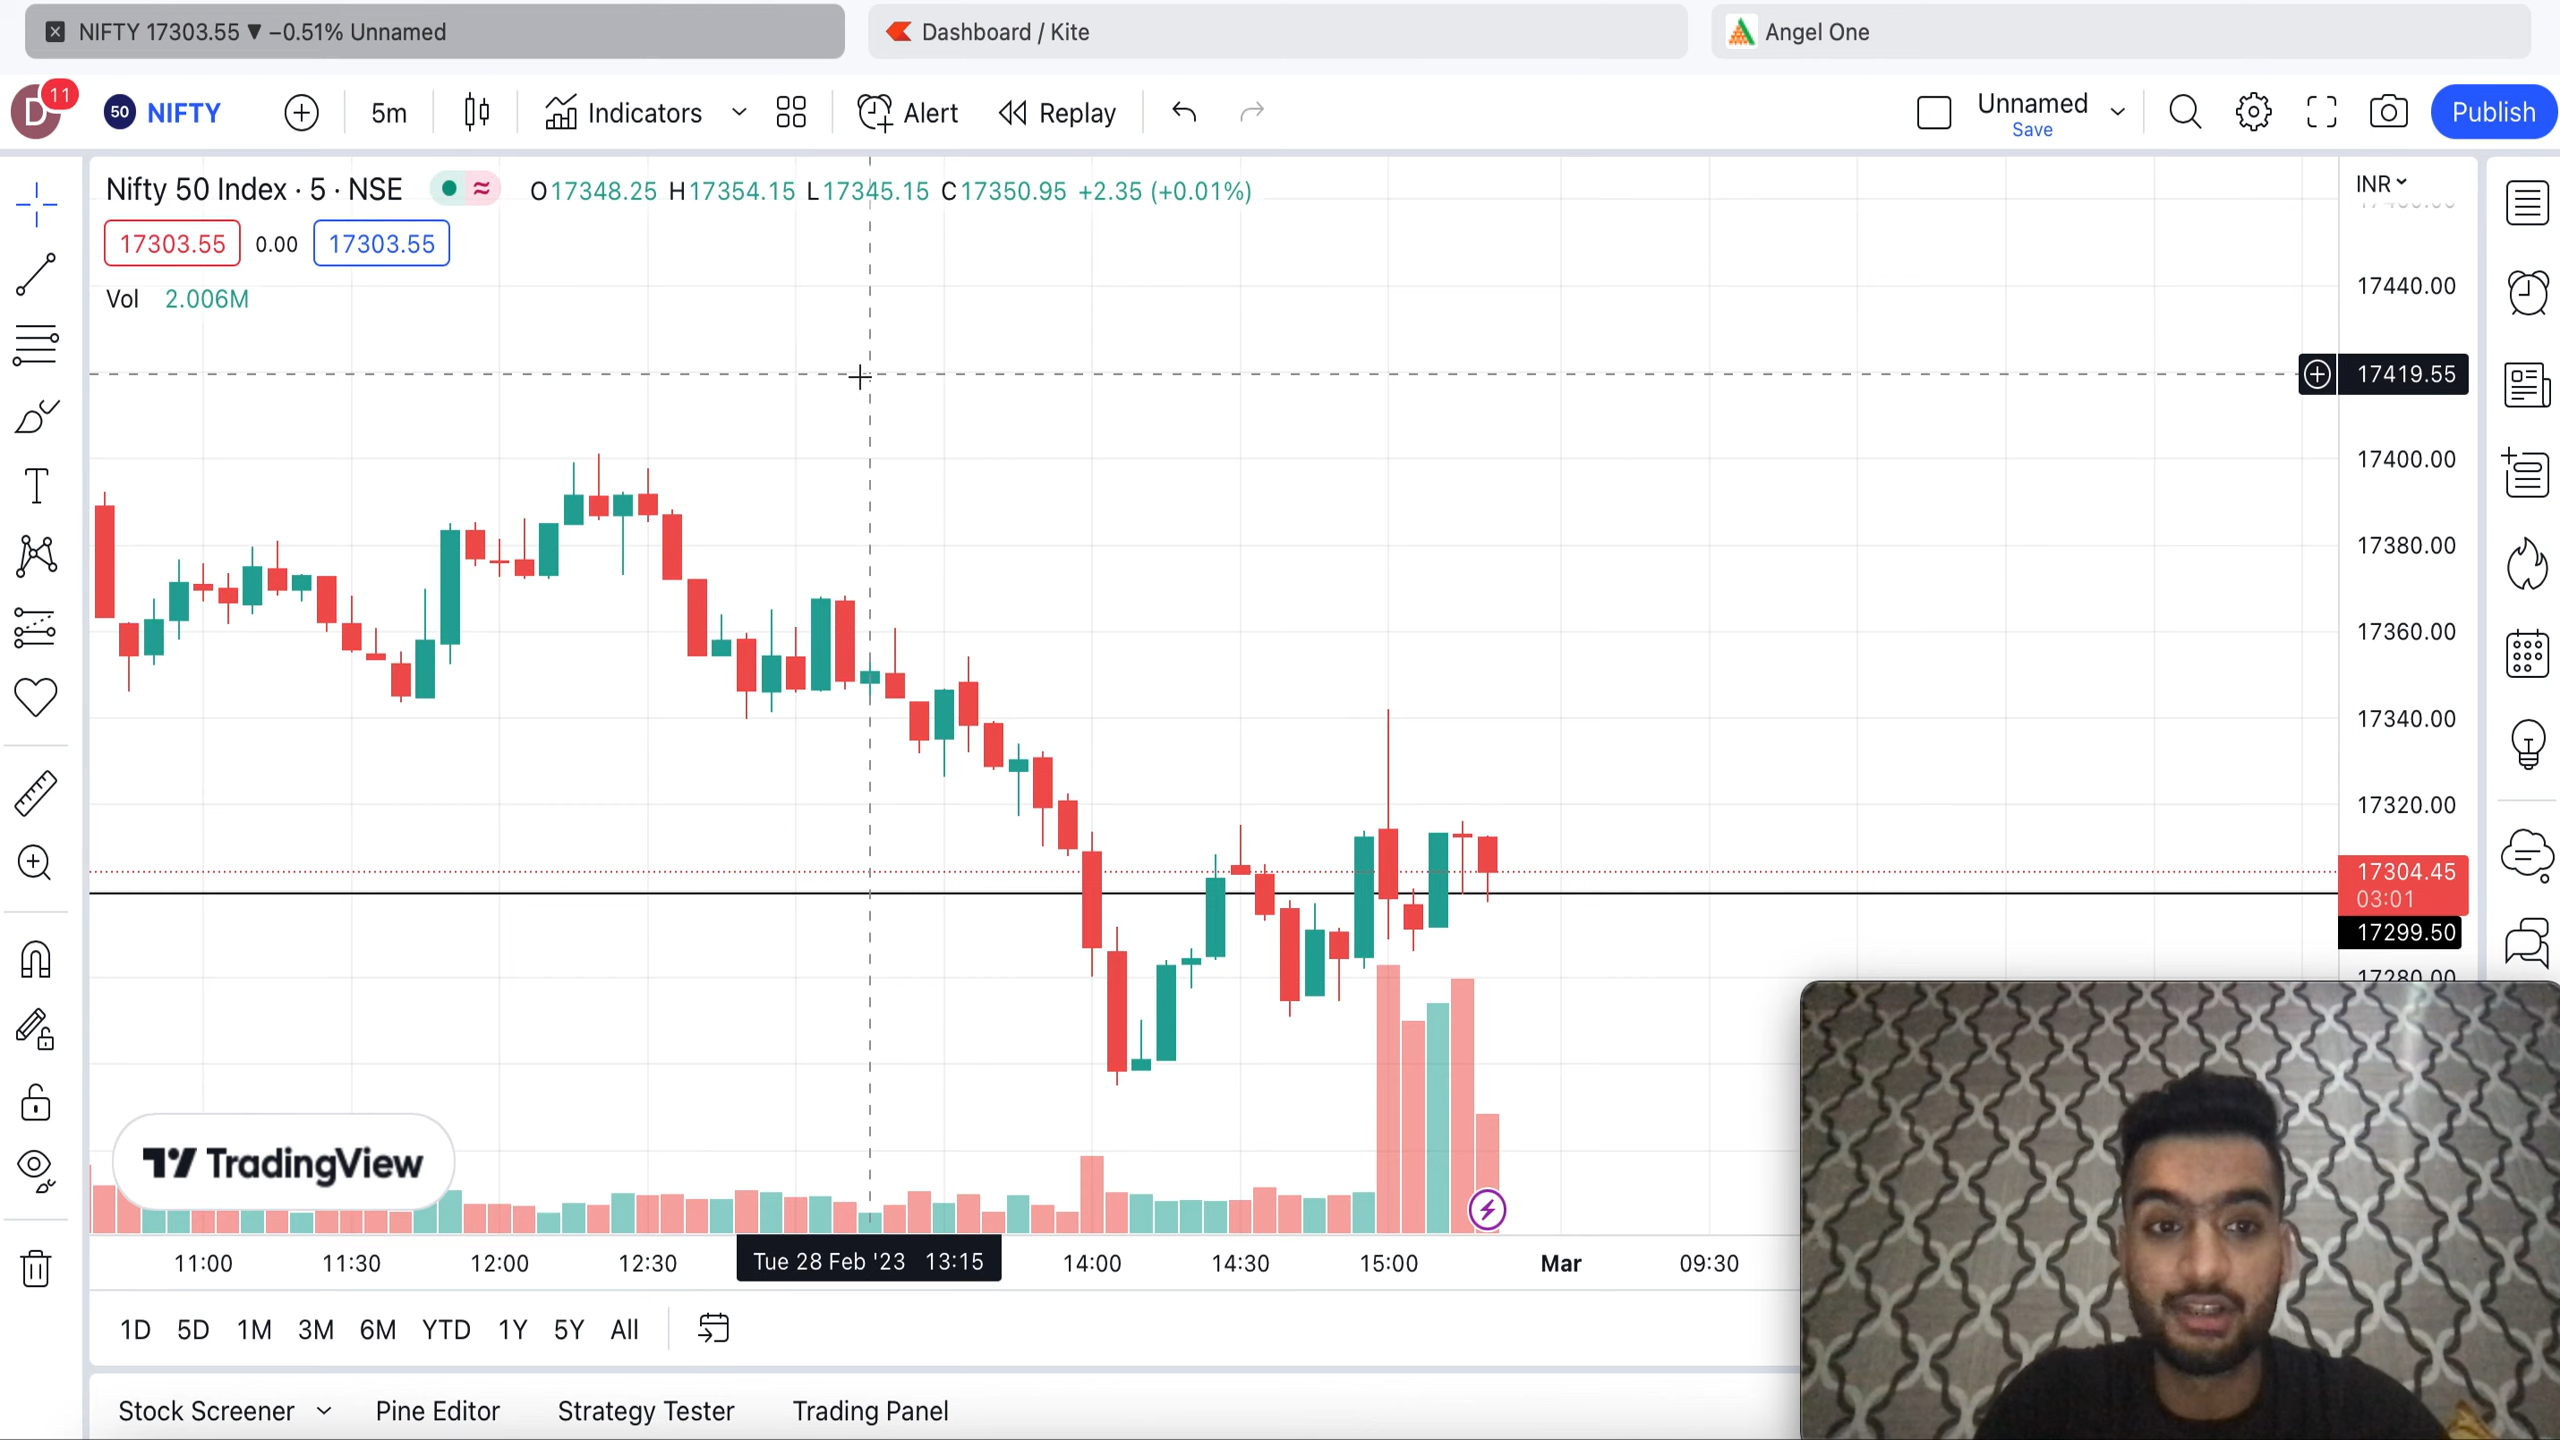 NIFTY 17303.55 ▼ −0.51% Unnamed
Dashboard / Kite
Angel One
D 11
50 NIFTY
5m
Indicators
Alert
Replay
Unnamed
Save
Publish
Nifty 50 Index · 5 · NSE
O17348.25 H17354.15 L17345.15 C17350.95 +2.35 (+0.01%)
INR
17303.55 0.00 17303.55
Vol 2.006M
17440.00
17419.55
17400.00
17380.00
17360.00
17340.00
17320.00
17304.45
03:01
17299.50
17280.00
TradingView
11:00 11:30 12:00 12:30 Tue 28 Feb '23 13:15 14:00 14:30 15:00 Mar 09:30
1D 5D 1M 3M 6M YTD 1Y 5Y All
Stock Screener Pine Editor Strategy Tester Trading Panel